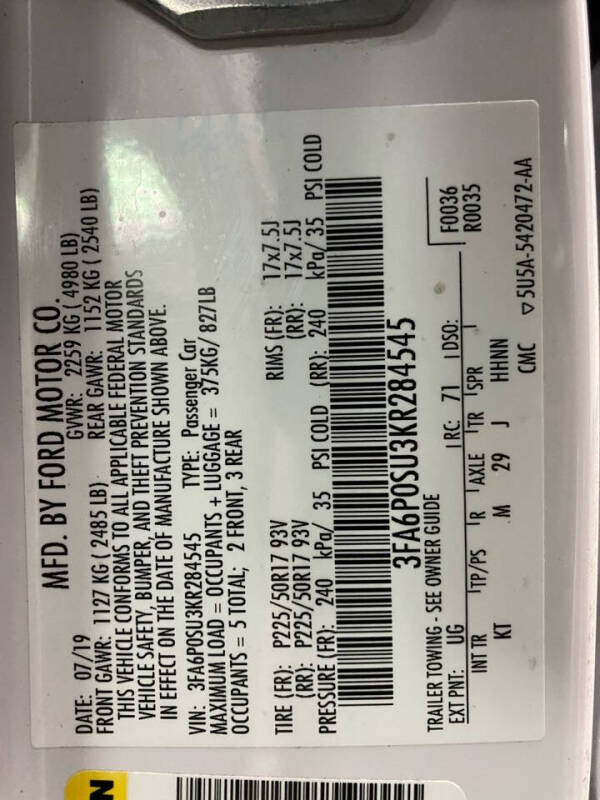 MFD. BY FORD MOTOR CO.
DATE: 07/19 GVWR: 2259 KG ( 4980 LB)
FRONT GAWR: 1127 KG ( 2485 LB) REAR GAWR: 1152 KG ( 2540 LB)
THIS VEHICLE CONFORMS TO ALL APPLICABLE FEDERAL MOTOR
VEHICLE SAFETY, BUMPER, AND THEFT PREVENTION STANDARDS
IN EFFECT ON THE DATE OF MANUFACTURE SHOWN ABOVE.
VIN: 3FA6P0SU3KR284545 TYPE: Passenger Car
MAXIMUM LOAD = OCCUPANTS + LUGGAGE = 375KG/ 827LB
OCCUPANTS = 5 TOTAL; 2 FRONT, 3 REAR
TIRE (FR): P225/50R17 93V RIMS (FR): 17x7.5J
(RR): P225/50R17 93V (RR): 17x7.5J
PRESSURE (FR): 240 kPa/ 35 PSI COLD (RR): 240 kPa/ 35 PSI COLD
3FA6P0SU3KR284545
TRAILER TOWING - SEE OWNER GUIDE F0036
EXT PNT: UG RC: 71 DSO: R0035
INT TR TP/PS R AXLE TR SPR
KT M 29 J HHNN
CMC ▽5U5A-5420472-AA
N